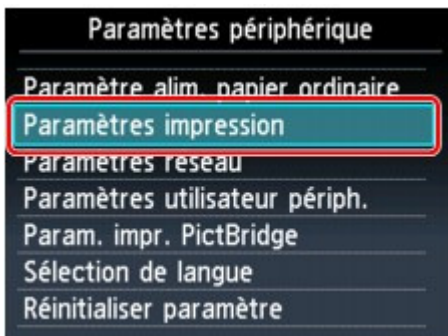 Paramètres périphérique
Paramètre alim. papier ordinaire
Paramètres impression
Paramètres réseau
Paramètres utilisateur périph.
Param. impr. PictBridge
Sélection de langue
Réinitialiser paramètre